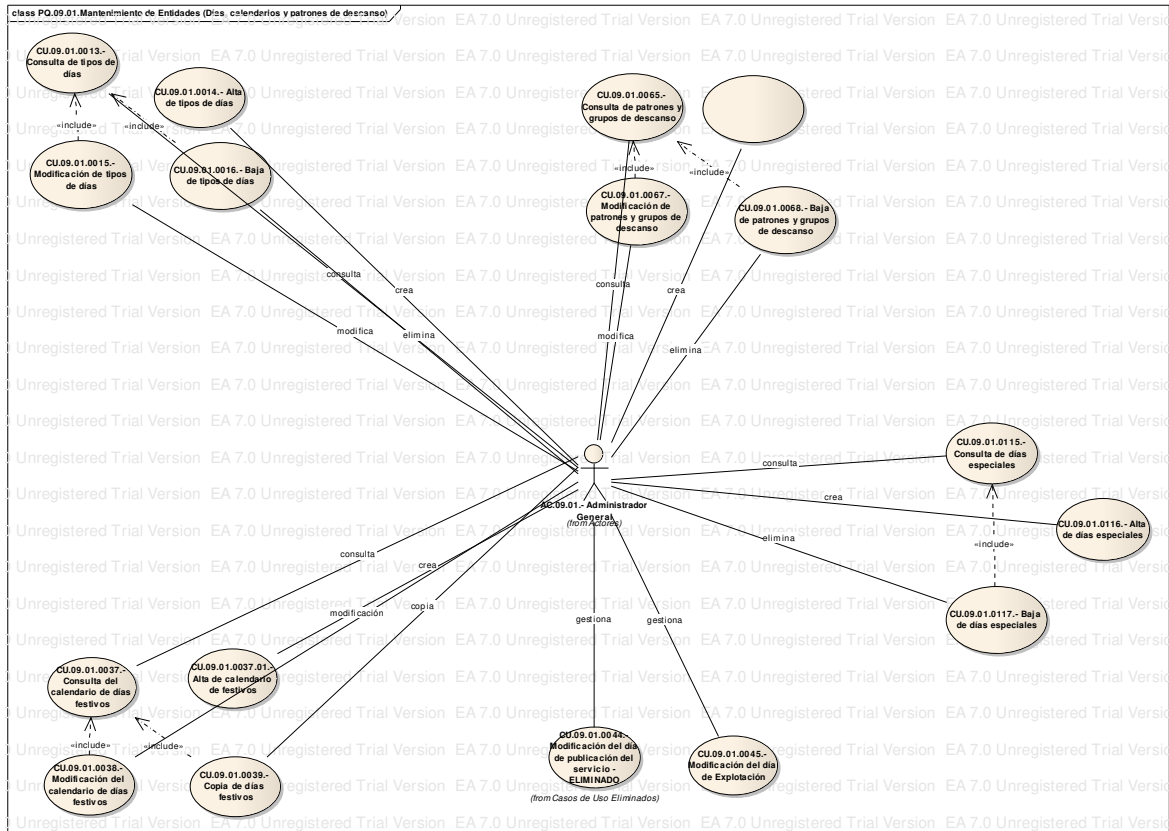 class PQ.09.01.Mantenimiento de Entidades (Días, calendarios y patrones de descanso)
CU.09.01.0013.-
Consulta de tipos de
días
CU.09.01.0014.- Alta
de tipos de días
«include»
«include»
CU.09.01.0015.-
Modificación de tipos
de días
CU.09.01.0016.- Baja
de tipos de días
CU.09.01.0065.-
Consulta de patrones y
grupos de descanso
«include»
«include»
CU.09.01.0067.-
Modificación de
patrones y grupos de
descanso
CU.09.01.0068.- Baja
de patrones y grupos
de descanso
consulta
crea
modifica
elimina
consulta
crea
modifica
elimina
AC.09.01.- Administrador
General
(from Actores)
consulta
crea
elimina
CU.09.01.0115.-
Consulta de días
especiales
CU.09.01.0116.- Alta
de días especiales
«include»
CU.09.01.0117.- Baja
de días especiales
consulta
crea
modificación
copia
gestiona
gestiona
CU.09.01.0037.-
Consulta del
calendario de días
festivos
CU.09.01.0037.01.-
Alta de calendario
de festivos
«include»
«include»
CU.09.01.0038.-
Modificación del
calendario de días
festivos
CU.09.01.0039.-
Copia de días
festivos
CU.09.01.0044.-
Modificación del día
de publicación del
servicio -
ELIMINADO
(from Casos de Uso Eliminados)
CU.09.01.0045.-
Modificación del día
de Explotación
EA 7.0 Unregistered Trial Version